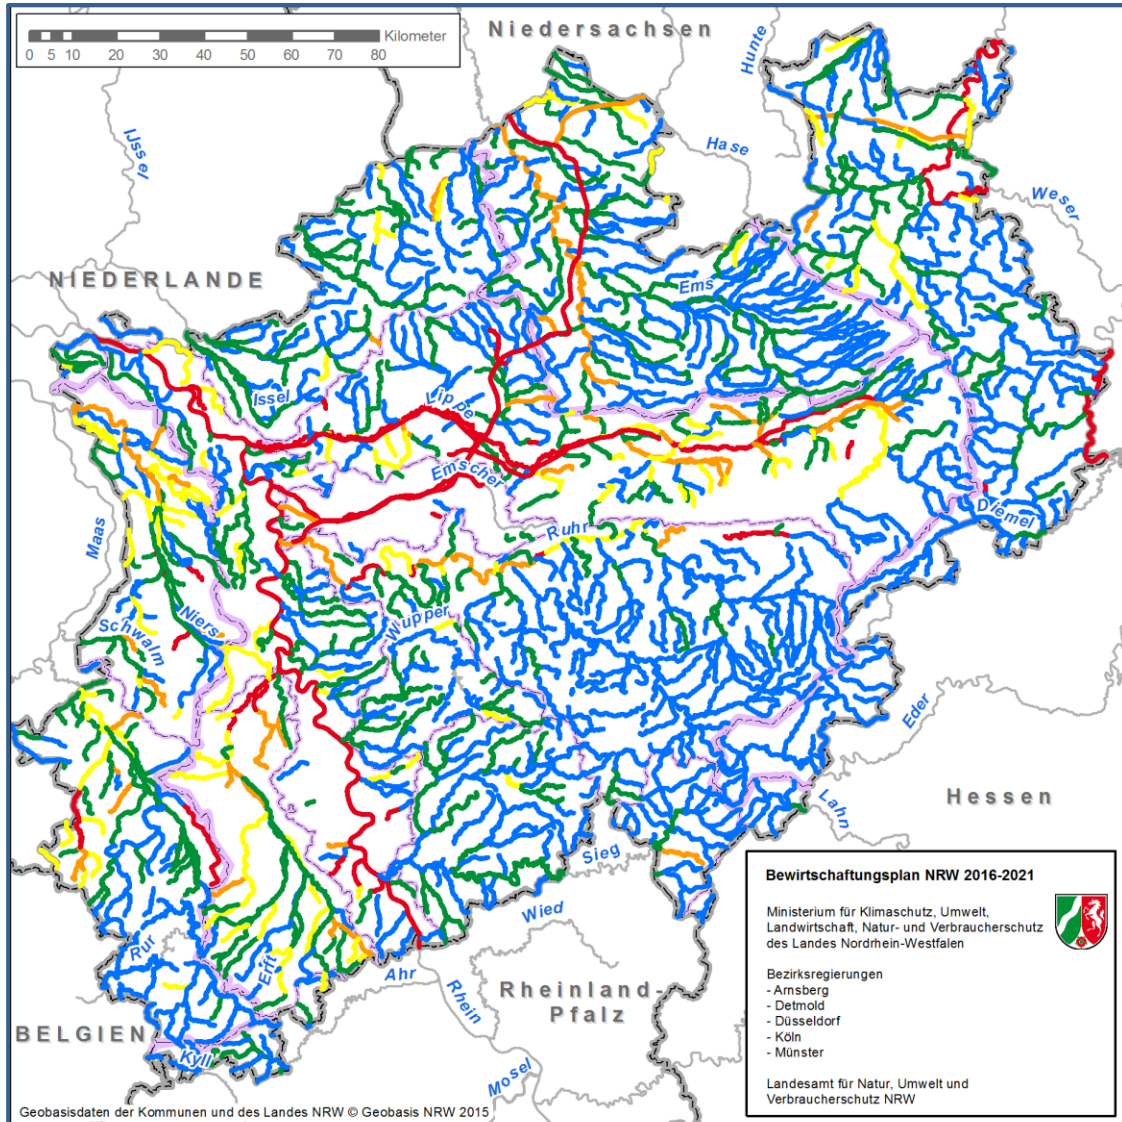 Kilometer
0 5 10 20 30 40 50 60 70 80
Niedersachsen
Hunte
IJssel
Hase
Weser
NIEDERLANDE
Ems
Issel
Lippe
Emscher
Maas
Ruhr
Diemel
Niers
Wupper
Schwalm
Eder
Hessen
Lahn
Sieg
Wied
Rur
Erft
Ahr
Rhein
Rheinland-
Pfalz
BELGIEN
Kyll
Mosel
Bewirtschaftungsplan NRW 2016-2021
Ministerium für Klimaschutz, Umwelt,
Landwirtschaft, Natur- und Verbraucherschutz
des Landes Nordrhein-Westfalen
Bezirksregierungen
- Arnsberg
- Detmold
- Düsseldorf
- Köln
- Münster
Landesamt für Natur, Umwelt und
Verbraucherschutz NRW
Geobasisdaten der Kommunen und des Landes NRW © Geobasis NRW 2015